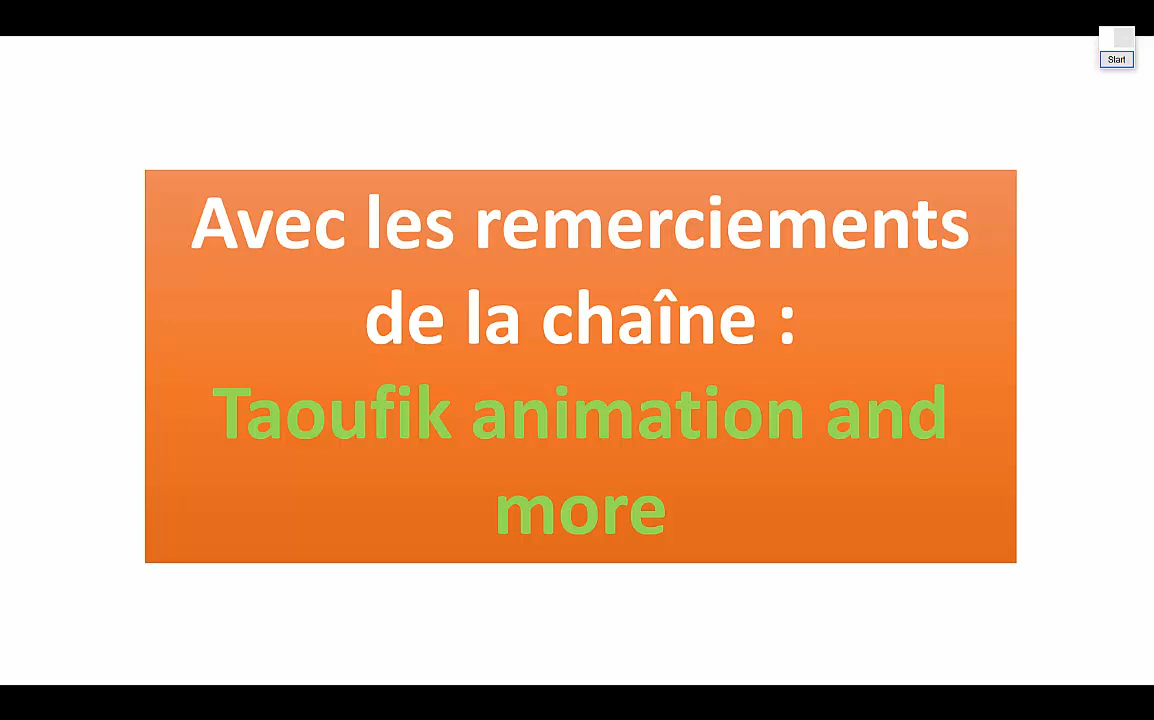 Start
Avec les remerciements
de la chaîne :
Taoufik animation and
more